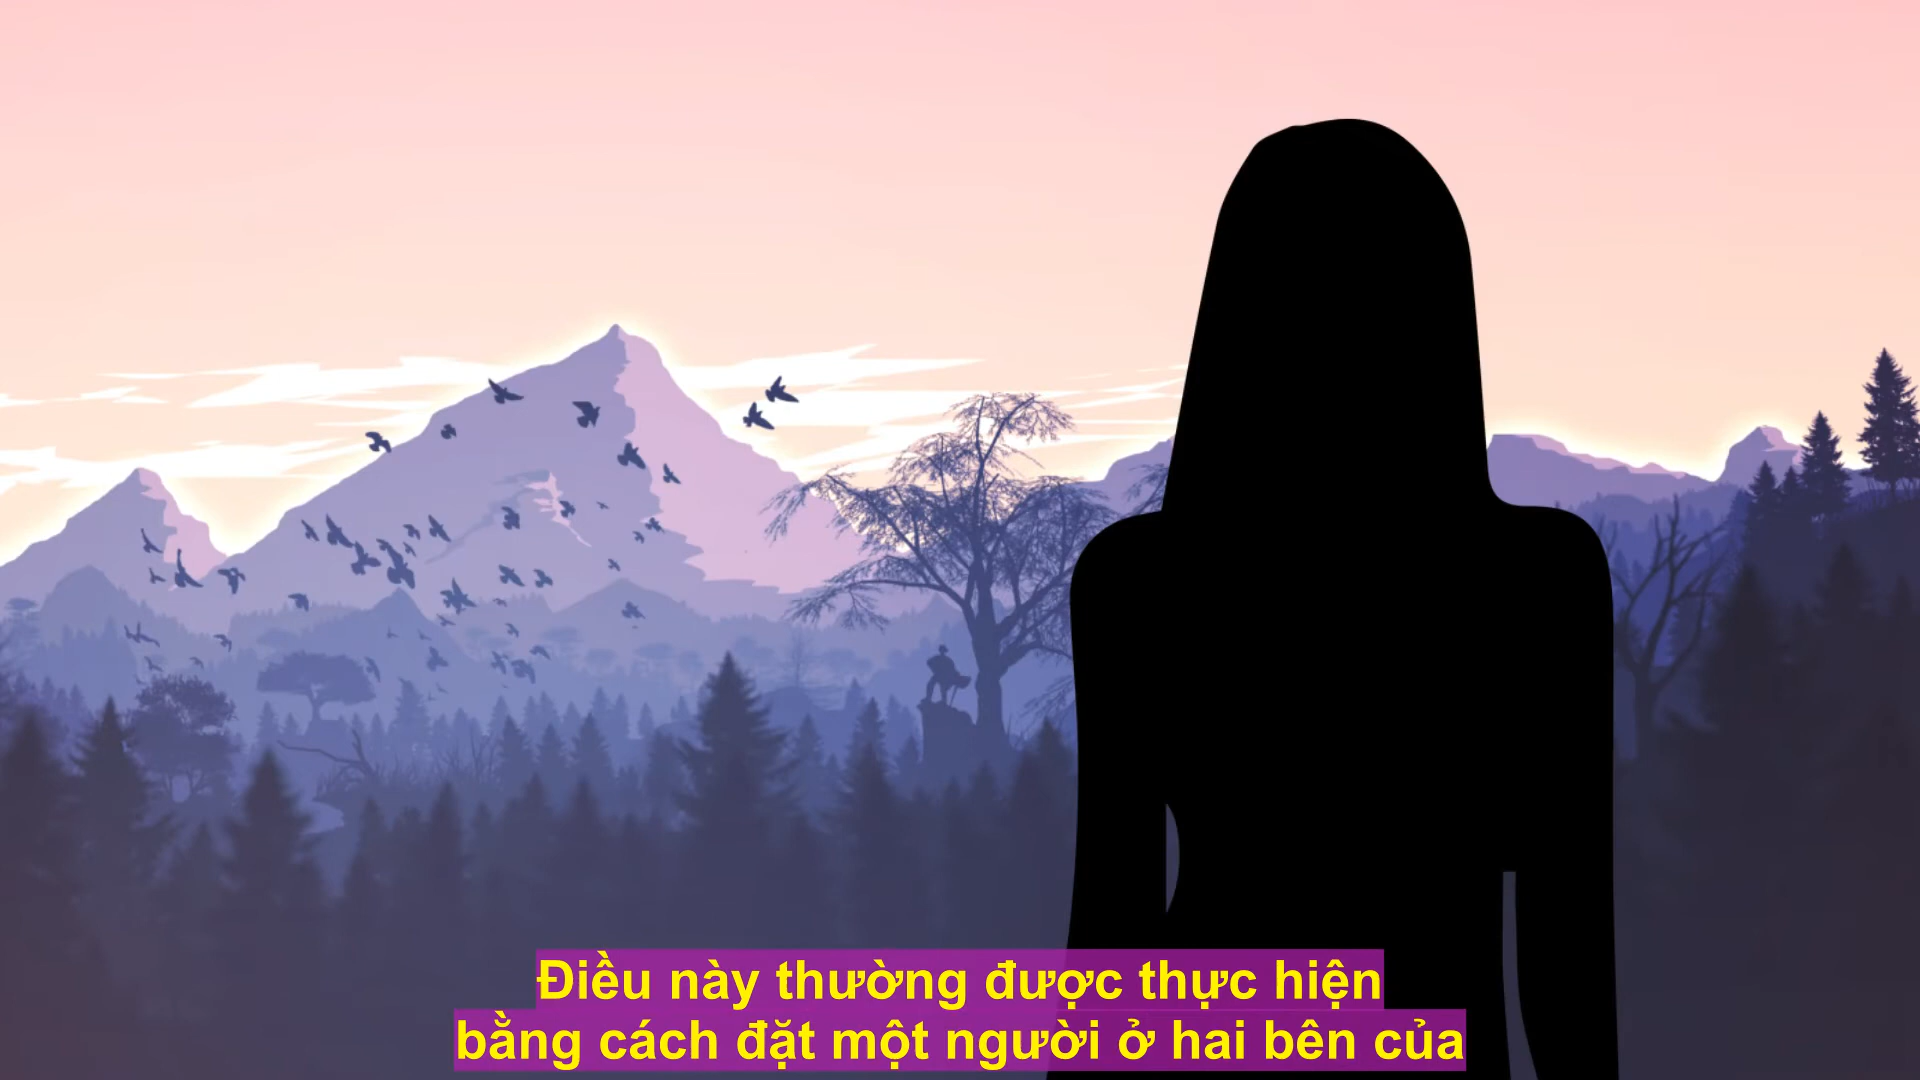 Điều này thường được thực hiện
bằng cách đặt một người ở hai bên của